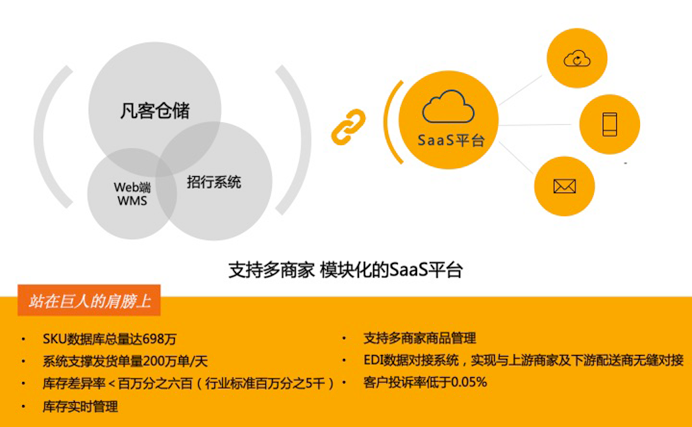 凡客仓储
Web端
WMS
招行系统
SaaS平台
支持多商家 模块化的SaaS平台
站在巨人的肩膀上
• SKU数据库总量达698万
• 系统支撑发货单量200万单/天
• 库存差异率＜百万分之六百（行业标准百万分之5千）
• 库存实时管理
• 支持多商家商品管理
• EDI数据对接系统，实现与上游商家及下游配送商无缝对接
• 客户投诉率低于0.05%